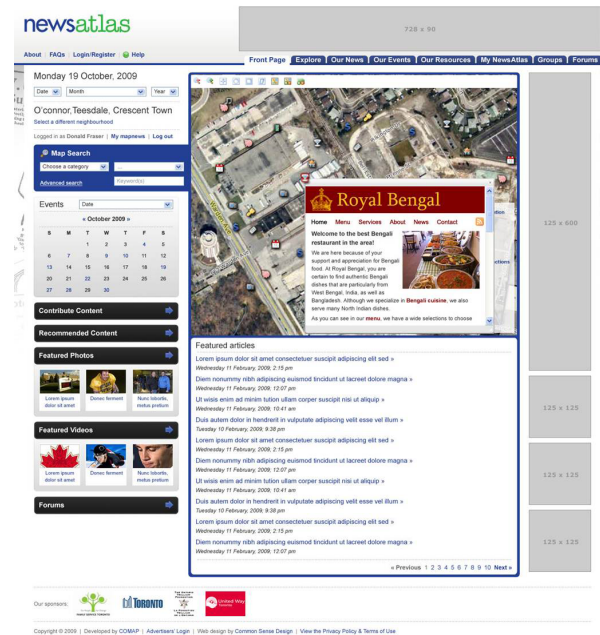 newsatlas
728 x 90
About | FAQs | Login/Register | Help
Front Page Explore Our News Our Events Our Resources My NewsAtlas Groups Forums
Monday 19 October, 2009
Date Month Year
O'connor,Teesdale, Crescent Town
Select a different neighbourhood
Logged in as Donald Fraser | My mapnews | Log out
Map Search
Choose a category ...
Advanced search Keyword(s)
Events Date
« October 2009 »
S M T W T F S
1 2 3 4 5
6 7 8 9 10 11 12
13 14 15 16 17 18 19
20 21 22 23 24 25 26
27 28 29 30
Contribute Content
Recommended Content
Featured Photos
Lorem ipsum
dolor sit amet
Donec ferment
Nunc lobortis,
metus pretium
Featured Videos
Lorem ipsum
dolor sit amet
Donec ferment
Nunc lobortis,
metus pretium
Forums
Royal Bengal
Home Menu Services About News Contact
Welcome to the best Bengali
restaurant in the area!
We are here because of your
support and appreciation for Bengali
food. At Royal Bengal, you are
certain to find authentic Bengali
dishes that are particularly from
West Bengal, India, as well as
Bangladesh. Although we specialize in Bengali cuisine, we also
serve many North Indian dishes.
As you can see in our menu, we have a wide selections to choose
Featured articles
Lorem ipsum dolor sit amet consectetuer suscipit adipiscing elit sed »
Wednesday 11 February, 2009, 2:15 pm
Diem nonummy nibh adipiscing euismod tincidunt ut lacreet dolore magna »
Wednesday 11 February, 2009, 12:07 pm
Ut wisis enim ad minim tution ullam corper suscipit nisi ut aliquip »
Wednesday 11 February, 2009, 10:41 am
Duis autem dolor in hendrerit in vulputate adipiscing velit esse vel illum »
Tuesday 10 February, 2009, 9:38 pm
Lorem ipsum dolor sit amet consectetuer suscipit adipiscing elit sed »
Wednesday 11 February, 2009, 2:15 pm
Diem nonummy nibh adipiscing euismod tincidunt ut lacreet dolore magna »
Wednesday 11 February, 2009, 12:07 pm
Ut wisis enim ad minim tution ullam corper suscipit nisi ut aliquip »
Wednesday 11 February, 2009, 10:41 am
Duis autem dolor in hendrerit in vulputate adipiscing velit esse vel illum »
Tuesday 10 February, 2009, 9:38 pm
Lorem ipsum dolor sit amet consectetuer suscipit adipiscing elit sed »
Wednesday 11 February, 2009, 2:15 pm
Diem nonummy nibh adipiscing euismod tincidunt ut lacreet dolore magna »
Wednesday 11 February, 2009, 12:07 pm
« Previous 1 2 3 4 5 6 7 8 9 10 Next »
125 x 600
125 x 125
125 x 125
125 x 125
Our sponsors:
TORONTO
United Way
Copyright © 2009 | Developed by COMAP | Advertisers' Login | Web design by Common Sense Design | View the Privacy Policy & Terms of Use